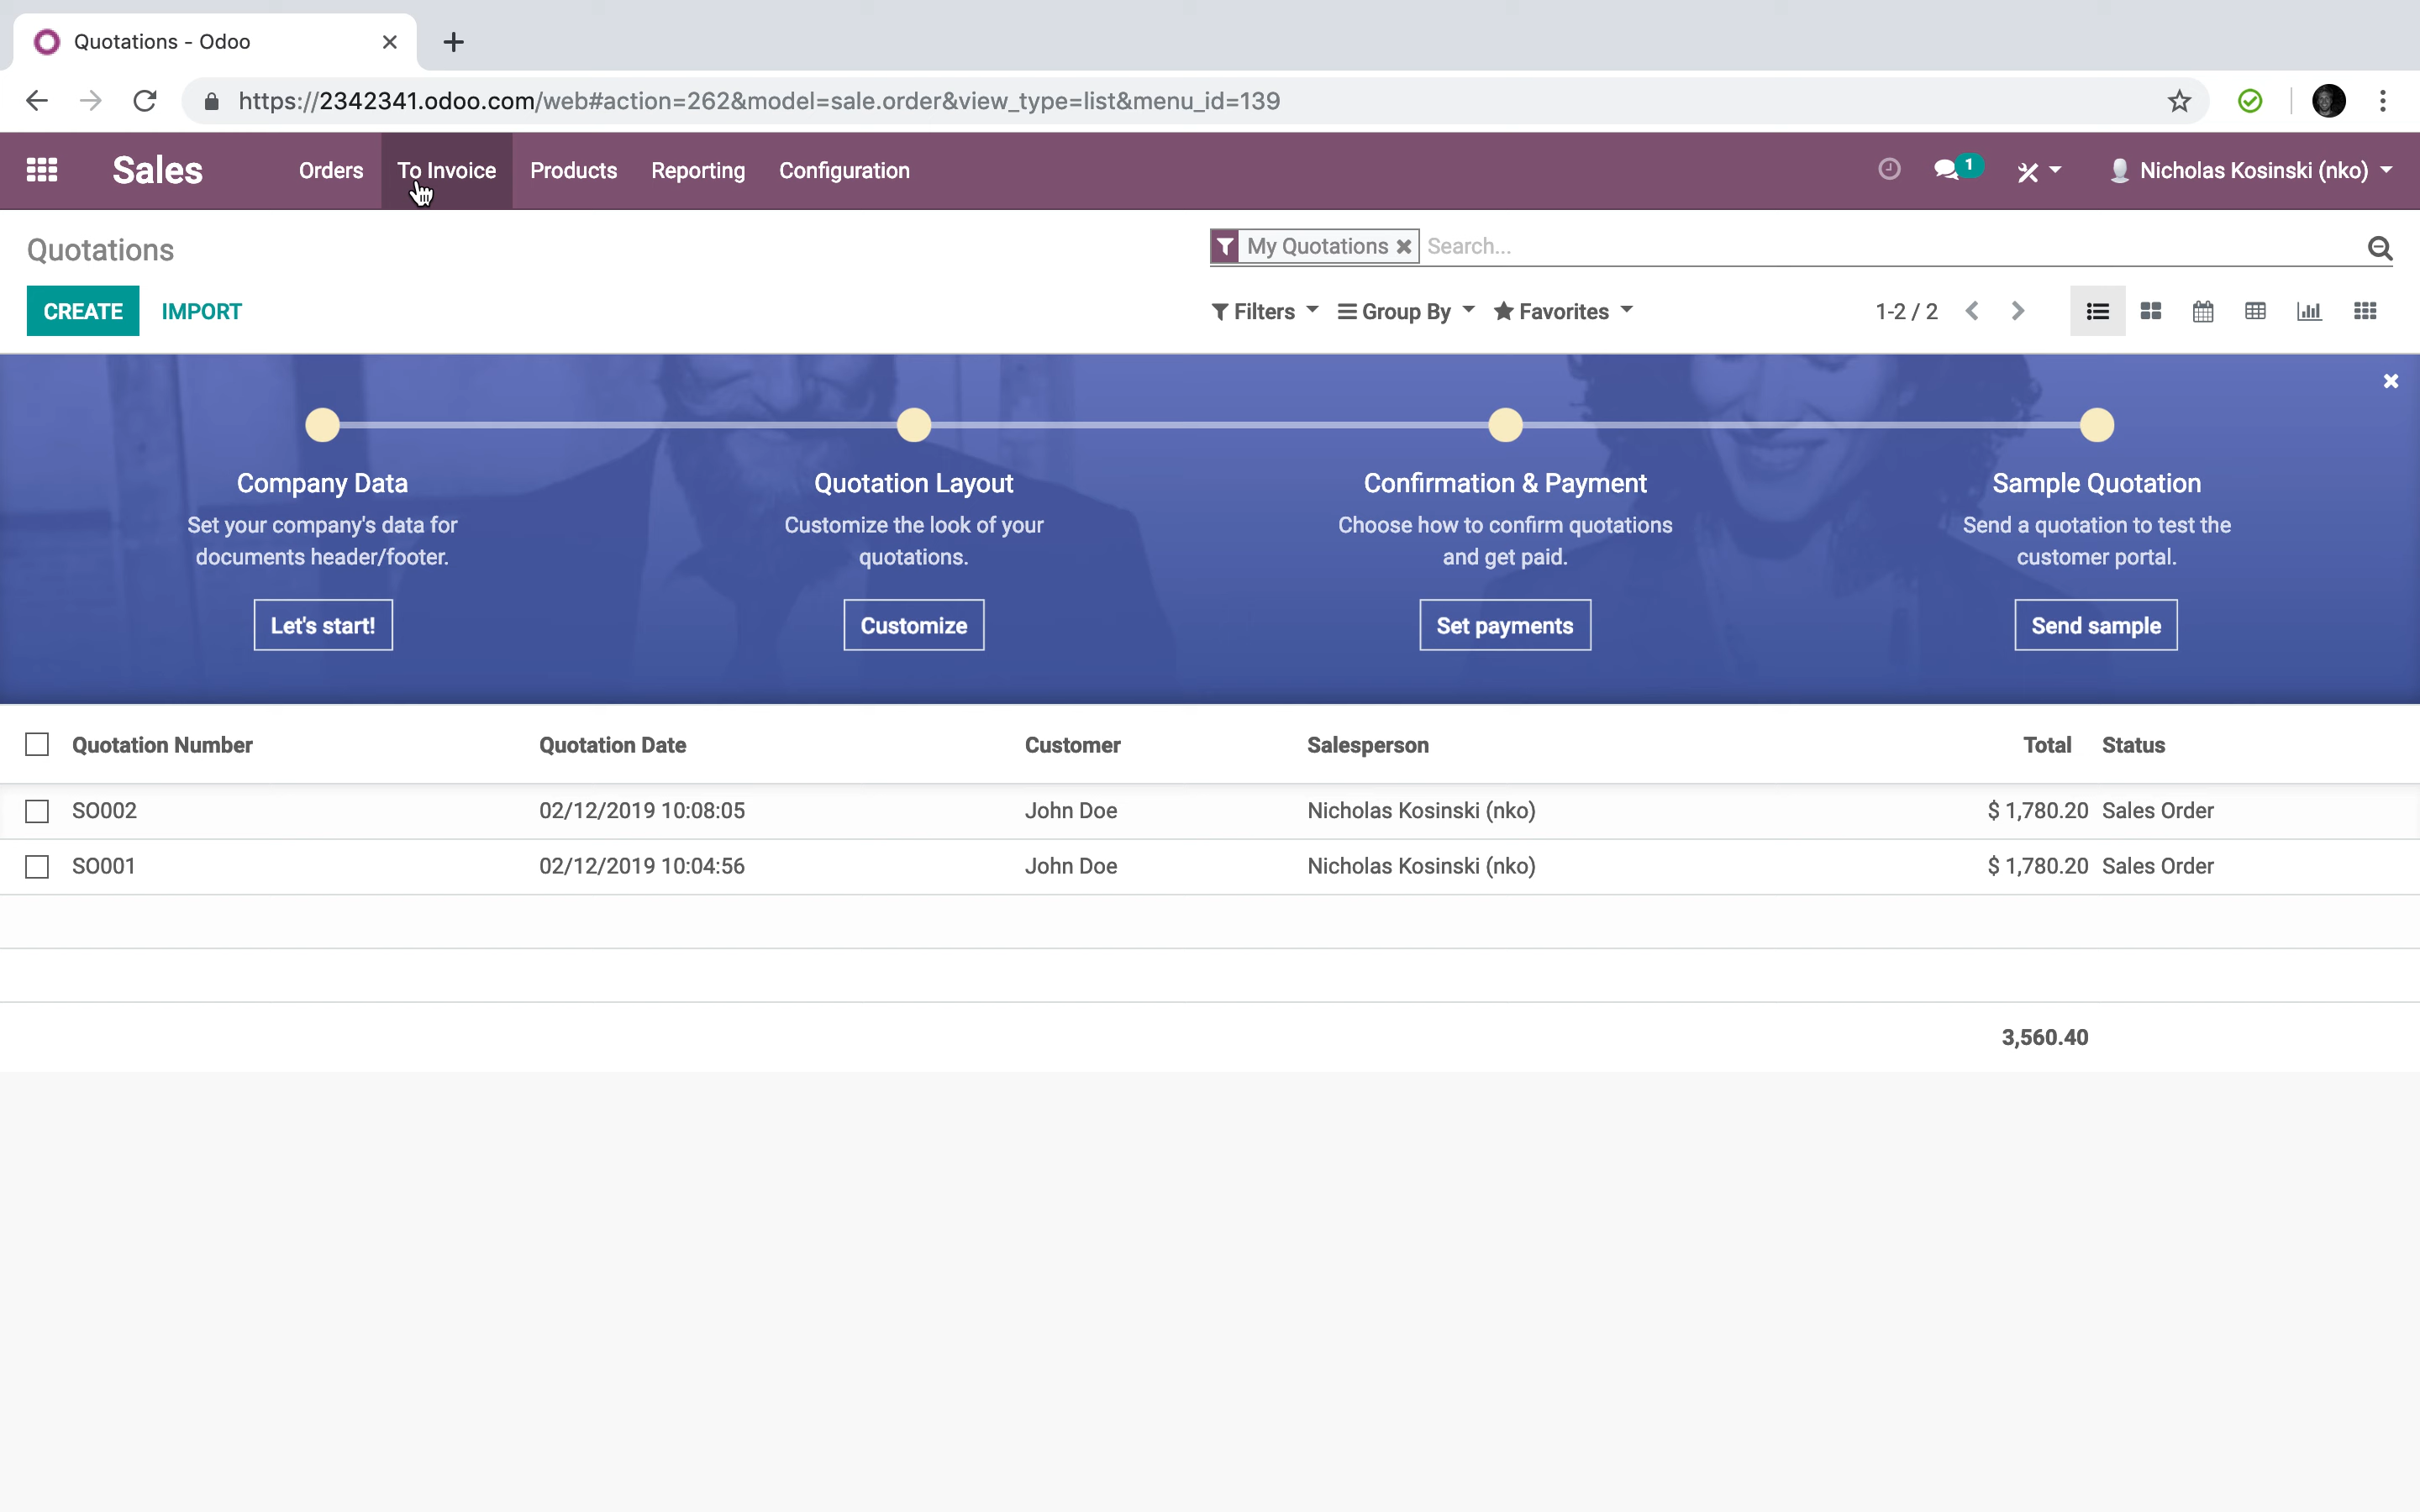 Quotations - Odoo
https://2342341.odoo.com/web#action=262&model=sale.order&view_type=list&menu_id=139
Sales Orders To Invoice Products Reporting Configuration 1 Nicholas Kosinski (nko)
Quotations My Quotations Search...
CREATE IMPORT Filters Group By Favorites 1-2 / 2
Company Data Quotation Layout Confirmation & Payment Sample Quotation
Set your company's data for Customize the look of your Choose how to confirm quotations Send a quotation to test the
documents header/footer. quotations. and get paid. customer portal.
Let's start! Customize Set payments Send sample
Quotation Number Quotation Date Customer Salesperson Total Status
SO002 02/12/2019 10:08:05 John Doe Nicholas Kosinski (nko) $ 1,780.20 Sales Order
SO001 02/12/2019 10:04:56 John Doe Nicholas Kosinski (nko) $ 1,780.20 Sales Order
3,560.40